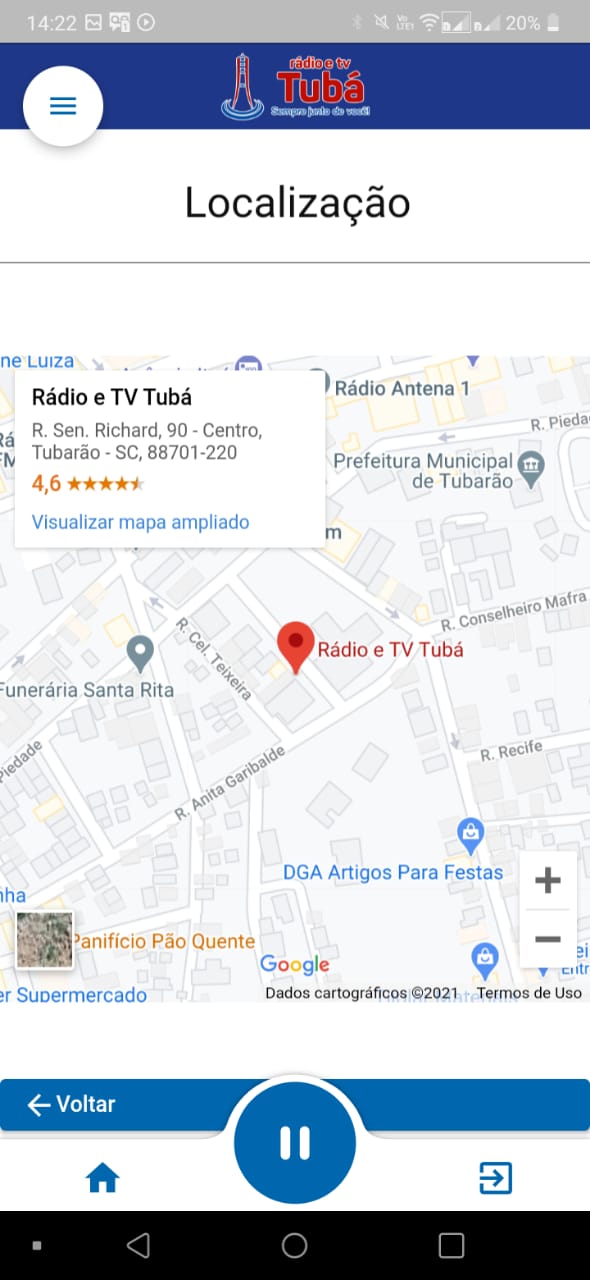 14:22
20%
rádio e tv
Tubá
Sempre junto de você!
Localização
ne Luiza
Rádio e TV Tubá
R. Sen. Richard, 90 - Centro,
Tubarão - SC, 88701-220
4,6
Visualizar mapa ampliado
Rádio Antena 1
R. Pieda
Prefeitura Municipal
de Tubarão
m
R. Conselheiro Mafra
R. Cel. Teixeira
Rádio e TV Tubá
Funerária Santa Rita
Piedade
R. Anita Garibalde
R. Recife
DGA Artigos Para Festas
nha
Panifício Pão Quente
Google
er Supermercado
Dados cartográficos ©2021
Termos de Uso
Voltar